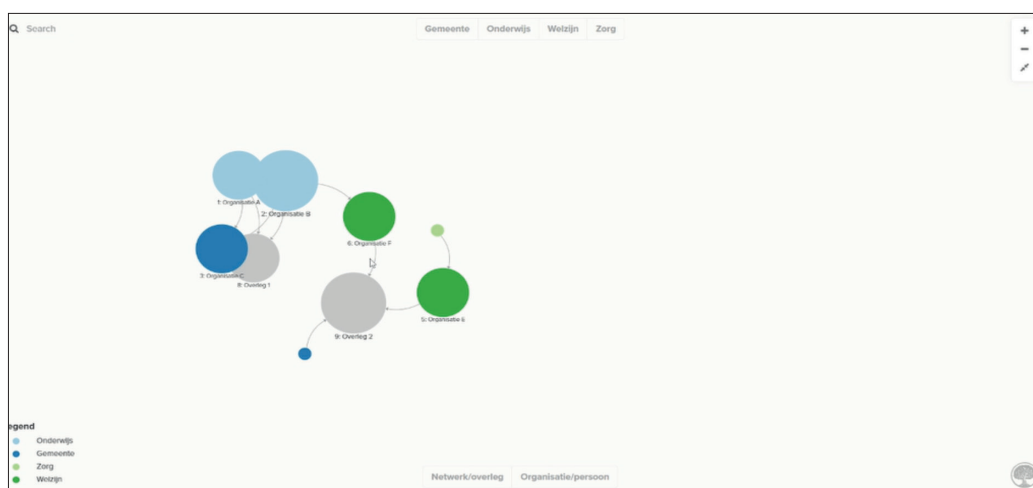 Search
Gemeente Onderwijs Welzijn Zorg
1: Organisatie A
2: Organisatie B
6: Organisatie F
3: Organisatie C
8: Overleg 1
5: Organisatie E
9: Overleg 2
egend
Onderwijs
Gemeente
Zorg
Welzijn
Netwerk/overleg Organisatie/persoon